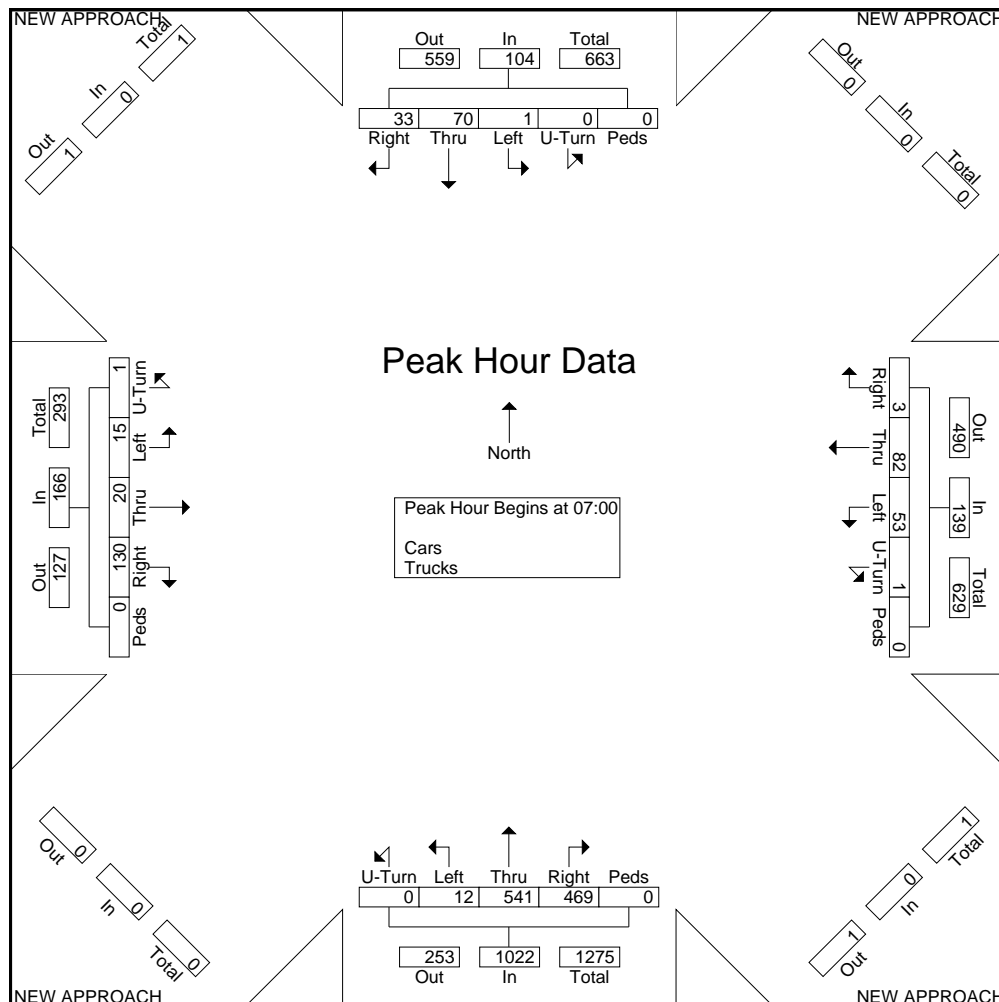 NEW APPROACH
NEW APPROACH
Out In Total
559 104 663
33 70 1 0 0
Right Thru Left U-Turn Peds
Out 1
In 0
Total 1
Out 0
In 0
Total 0
Peak Hour Data
North
Peak Hour Begins at 07:00
Cars
Trucks
Total 293
In 166
Out 127
1 15 20 130 0
U-Turn Left Thru Right Peds
Right Thru Left U-Turn Peds
3 82 53 1 0
Out 490
In 139
Total 629
Out 0
In 0
Total 0
U-Turn Left Thru Right Peds
0 12 541 469 0
253 1022 1275
Out In Total
Total 1
In 0
Out 1
NEW APPROACH
NEW APPROACH